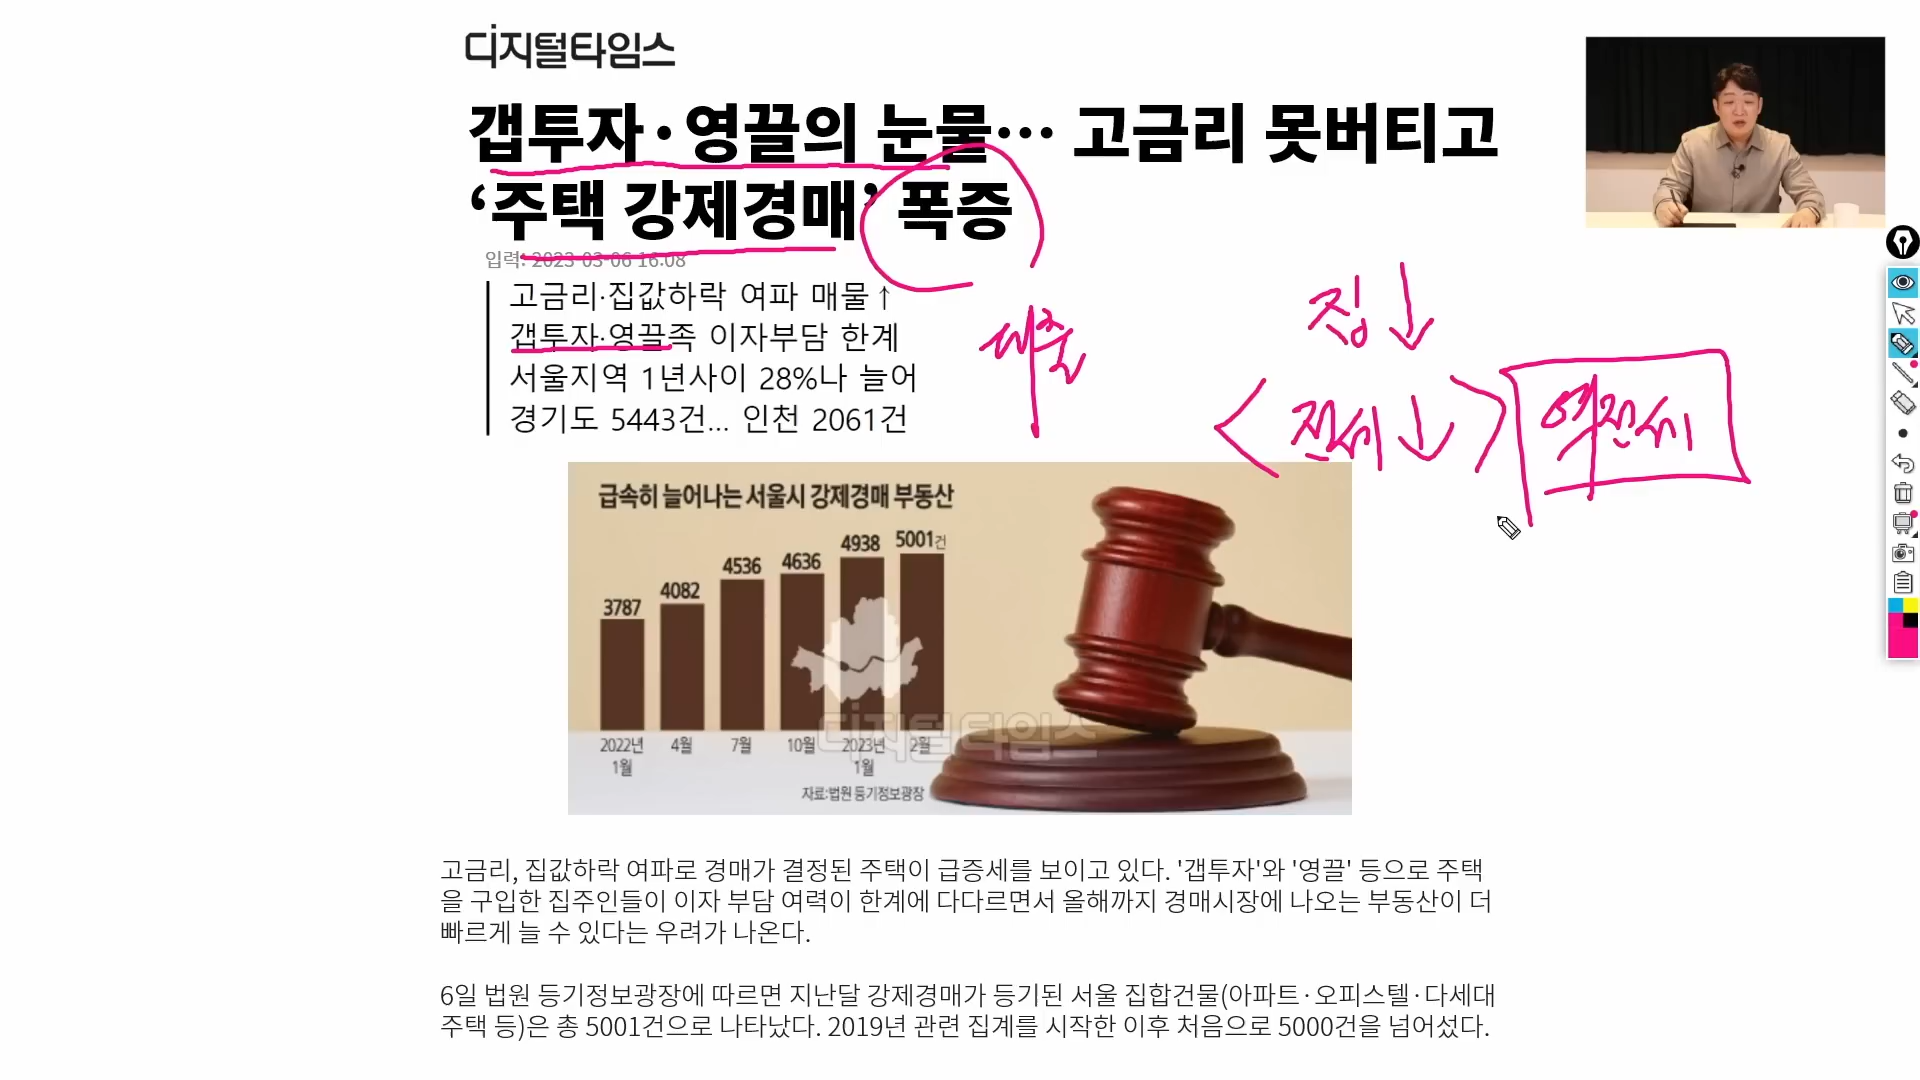 디지털타임스
갭투자·영끌의 눈물… 고금리 못버티고
‘주택 강제경매’ 폭증
입력: 2023-03-06 16:08
고금리·집값하락 여파 매물↑
갭투자·영끌족 이자부담 한계
서울지역 1년사이 28%나 늘어
경기도 5443건... 인천 2061건
대출
집↓
전세↓
역전세
급속히 늘어나는 서울시 강제경매 부동산
3787 4082 4536 4636 4938 5001건
2022년 1월 4월 7월 10월 2023년 1월 2월
자료:법원 등기정보광장
디지털타임스
고금리, 집값하락 여파로 경매가 결정된 주택이 급증세를 보이고 있다. '갭투자'와 '영끌' 등으로 주택
을 구입한 집주인들이 이자 부담 여력이 한계에 다다르면서 올해까지 경매시장에 나오는 부동산이 더
빠르게 늘 수 있다는 우려가 나온다.
6일 법원 등기정보광장에 따르면 지난달 강제경매가 등기된 서울 집합건물(아파트·오피스텔·다세대
주택 등)은 총 5001건으로 나타났다. 2019년 관련 집계를 시작한 이후 처음으로 5000건을 넘어섰다.